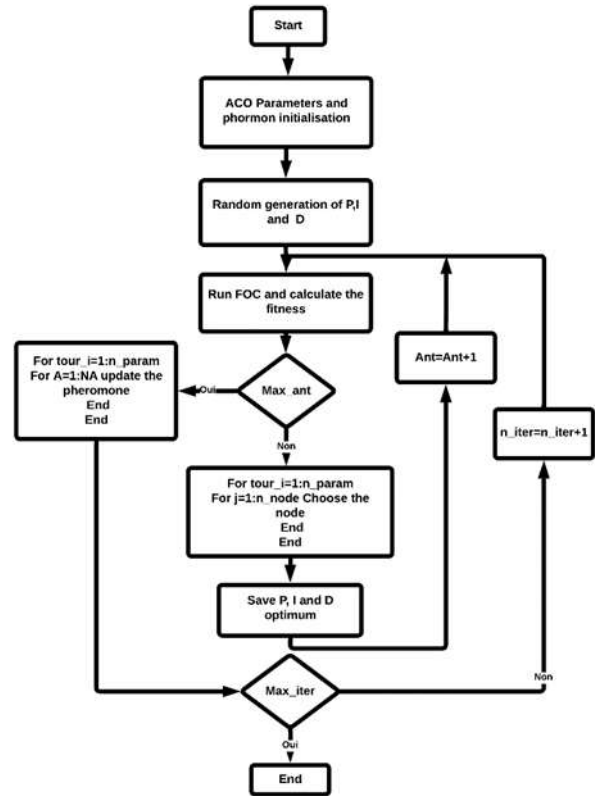 Start
ACO Parameters and
phormon initialisation
Random generation of P,I
and D
Run FOC and calculate the
fitness
Max_ant
Oui
Non
For tour_i=1:n_param
For A=1:NA update the
pheromone
End
End
Ant=Ant+1
n_iter=n_iter+1
For tour_i=1:n_param
For j=1:n_node Choose the
node
End
End
Save P, I and D
optimum
Max_iter
Non
Oui
End